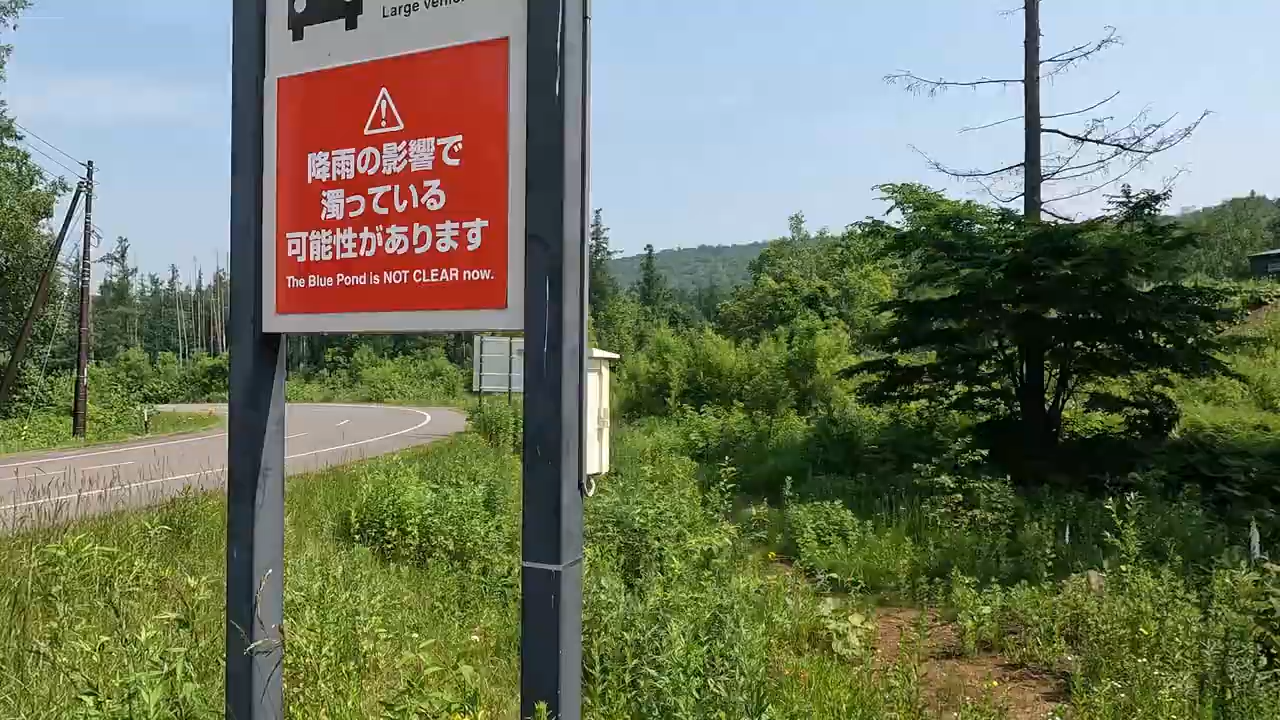 Large
降雨の影響で
濁っている
可能性があります
The Blue Pond is NOT CLEAR now.